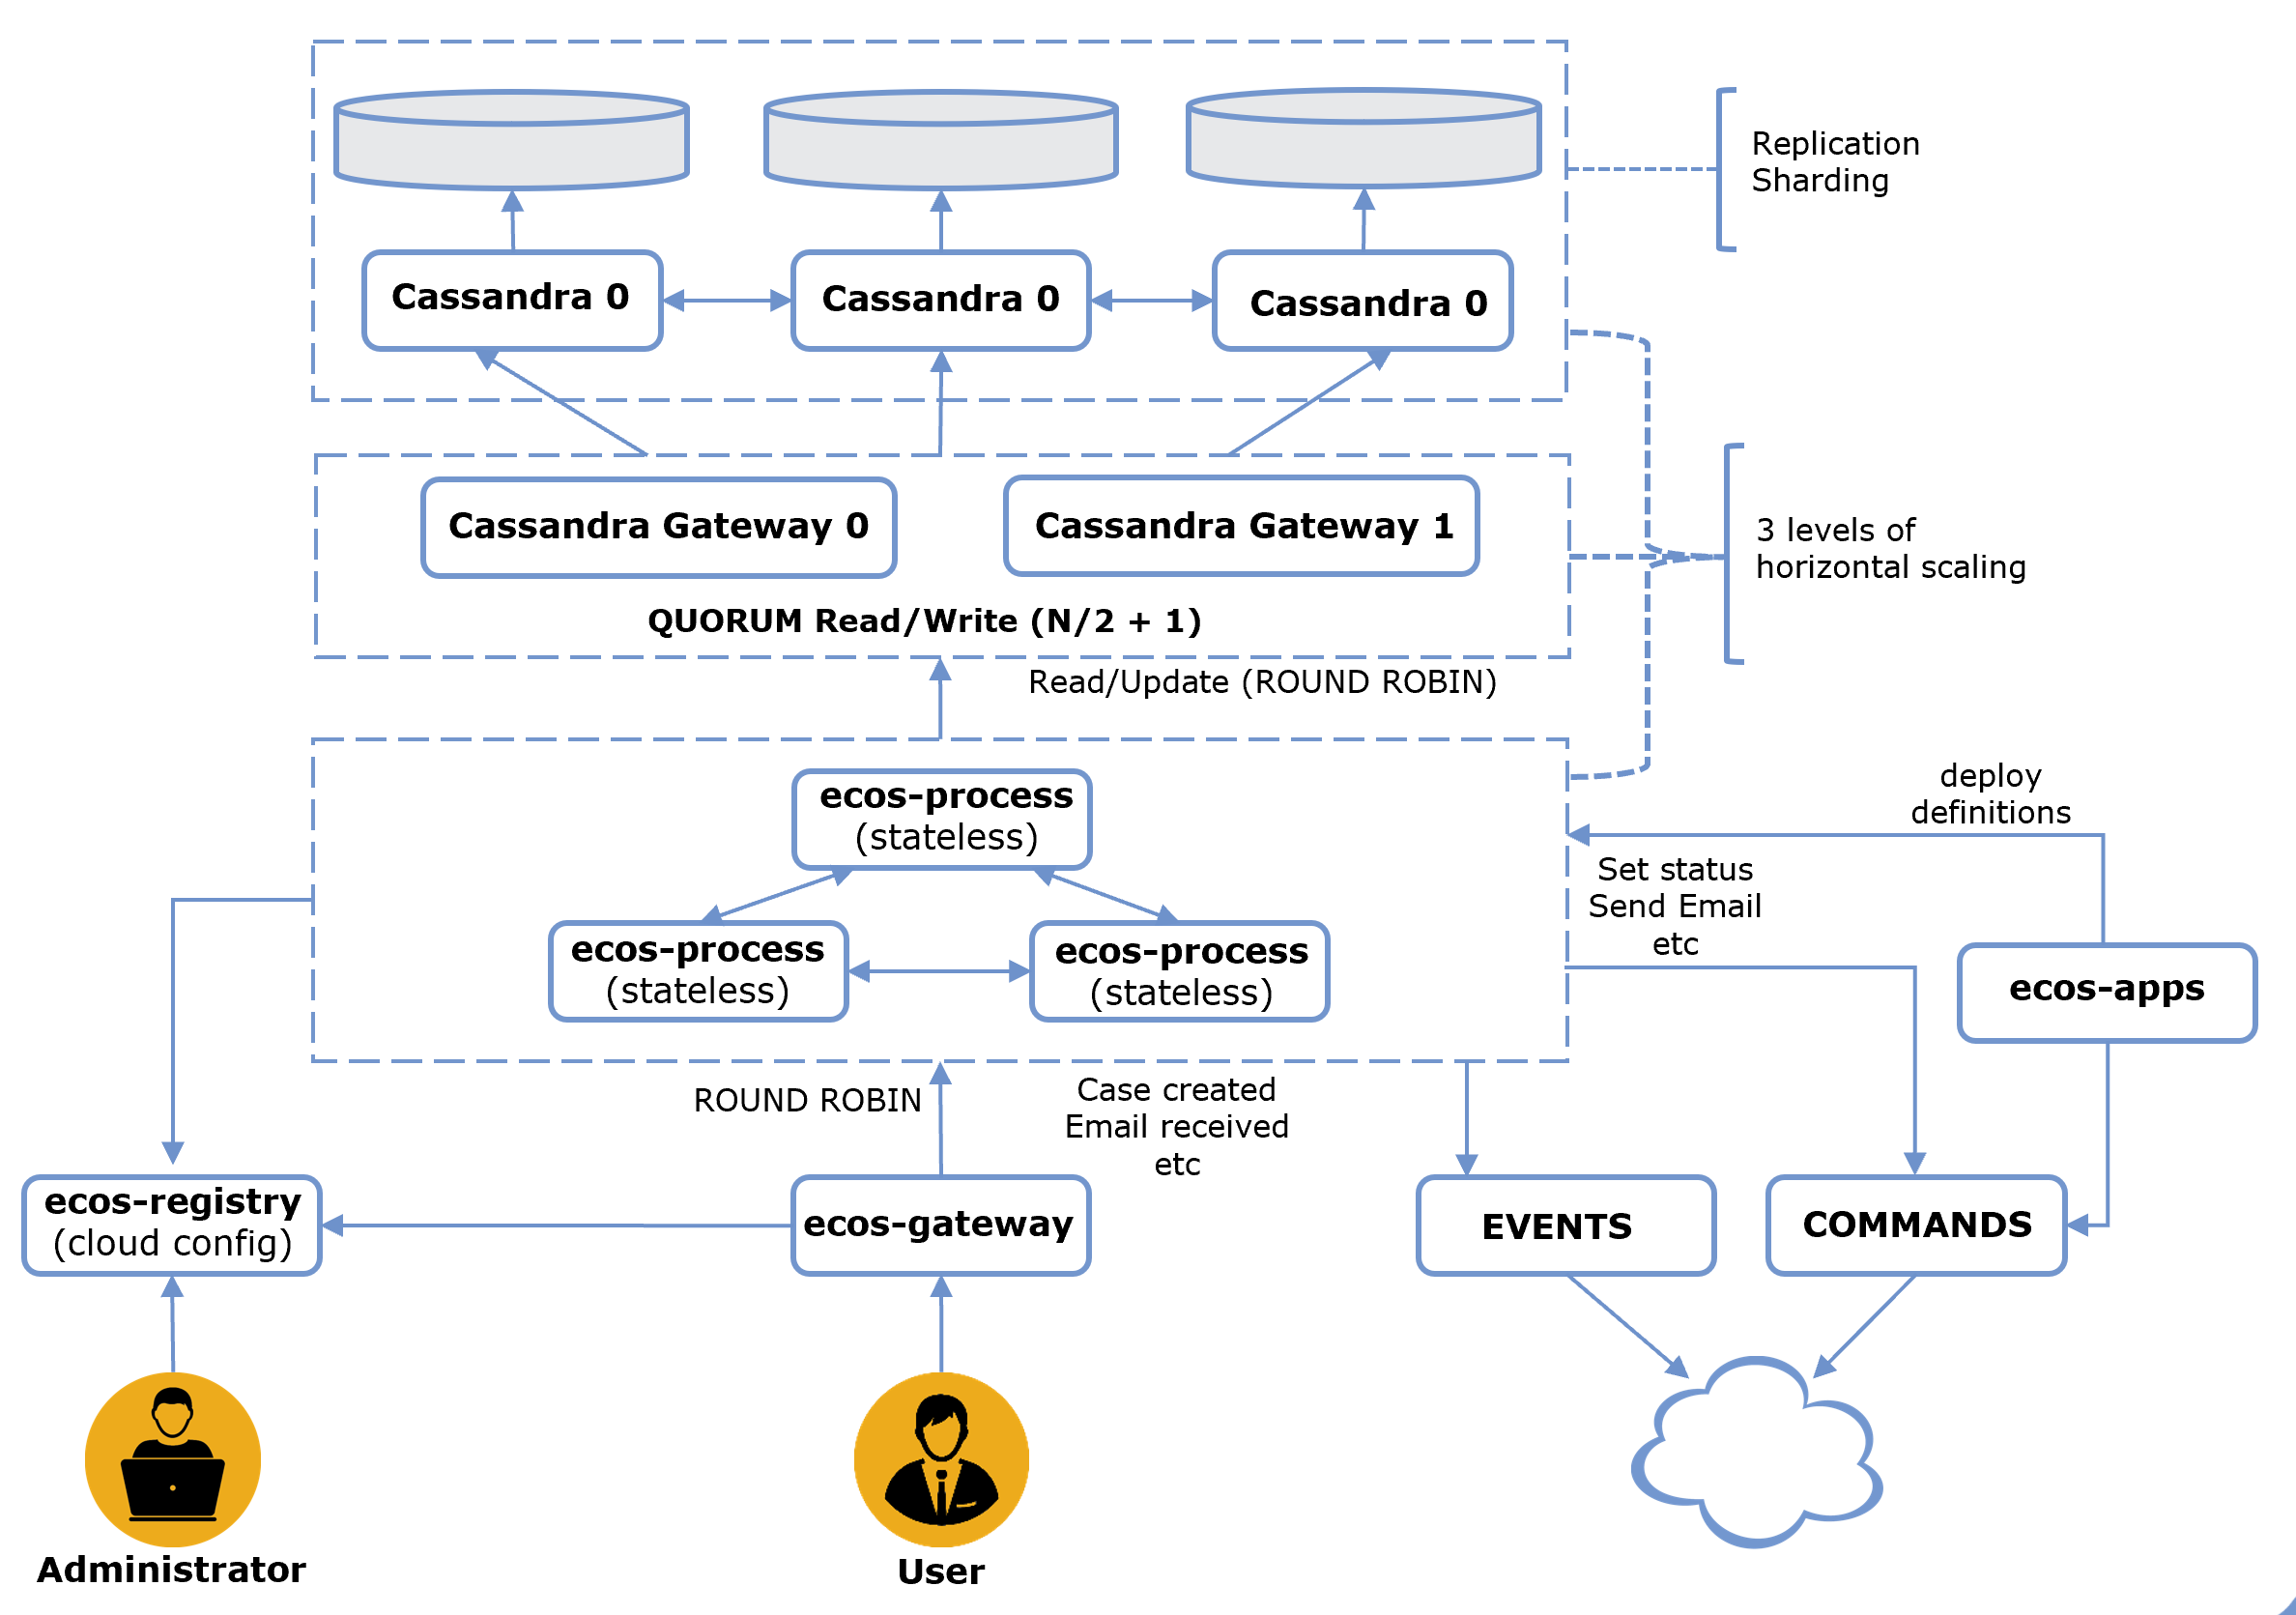 Replication
Sharding
Cassandra 0
Cassandra 0
Cassandra 0
Cassandra Gateway 0
Cassandra Gateway 1
3 levels of
horizontal scaling
QUORUM Read/Write (N/2 + 1)
Read/Update (ROUND ROBIN)
ecos-process
(stateless)
deploy
definitions
Set status
Send Email
etc
ecos-process
(stateless)
ecos-process
(stateless)
ecos-apps
ROUND ROBIN
Case created
Email received
etc
ecos-registry
(cloud config)
ecos-gateway
EVENTS
COMMANDS
Administrator
User